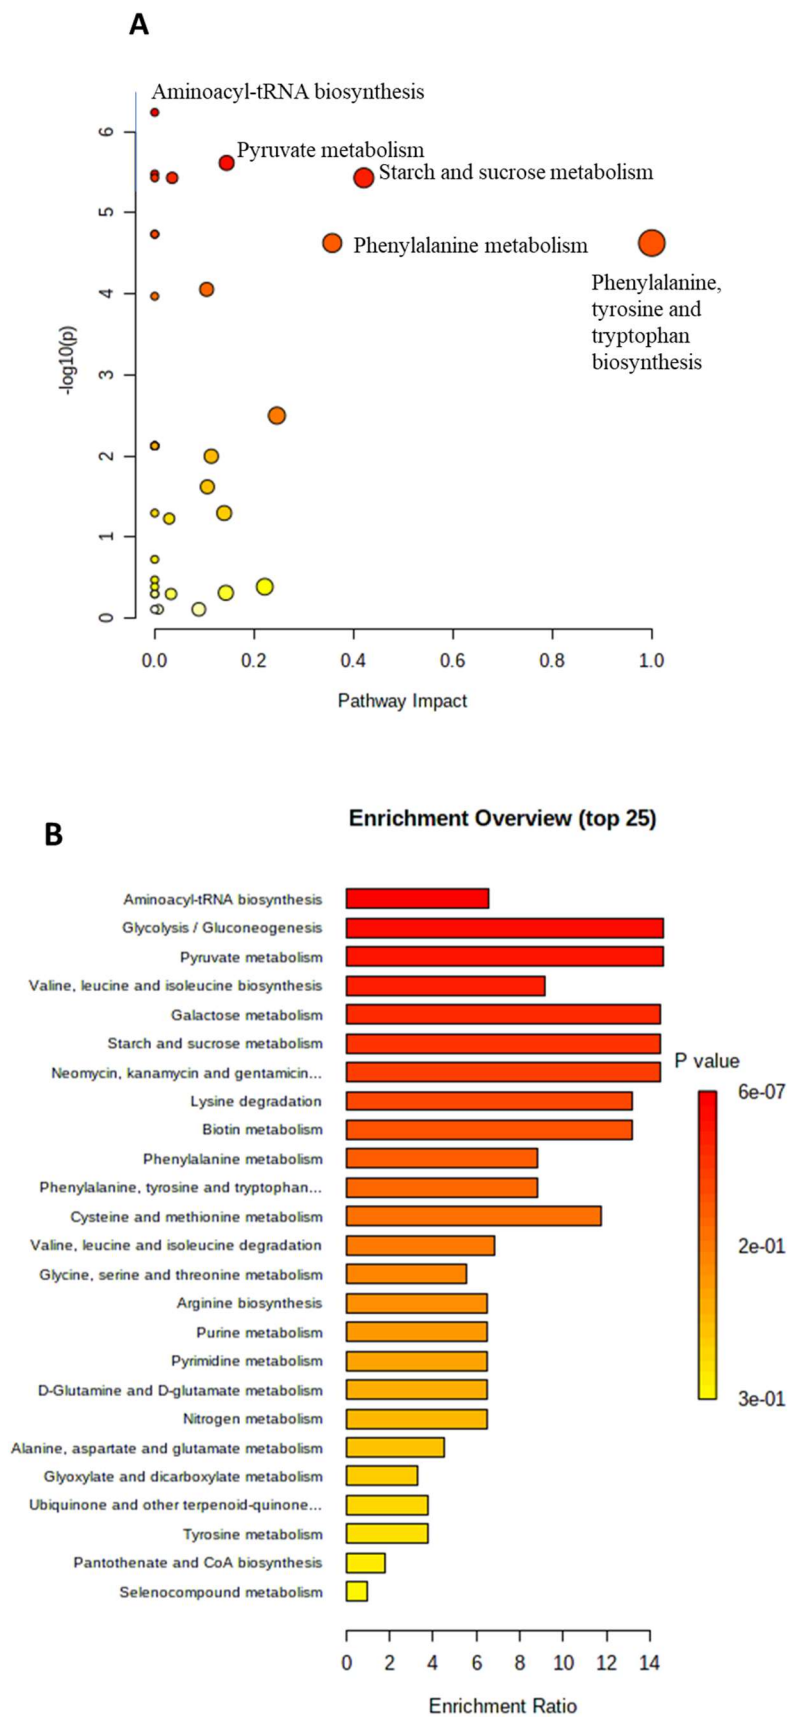 A
Aminoacyl-tRNA biosynthesis
Pyruvate metabolism
Starch and sucrose metabolism
Phenylalanine metabolism
Phenylalanine,
tyrosine and
tryptophan
biosynthesis
-log10(p)
6
5
4
3
2
1
0
0.0 0.2 0.4 0.6 0.8 1.0
Pathway Impact
B
Enrichment Overview (top 25)
Aminoacyl-tRNA biosynthesis
Glycolysis / Gluconeogenesis
Pyruvate metabolism
Valine, leucine and isoleucine biosynthesis
Galactose metabolism
Starch and sucrose metabolism
Neomycin, kanamycin and gentamicin...
Lysine degradation
Biotin metabolism
Phenylalanine metabolism
Phenylalanine, tyrosine and tryptophan...
Cysteine and methionine metabolism
Valine, leucine and isoleucine degradation
Glycine, serine and threonine metabolism
Arginine biosynthesis
Purine metabolism
Pyrimidine metabolism
D-Glutamine and D-glutamate metabolism
Nitrogen metabolism
Alanine, aspartate and glutamate metabolism
Glyoxylate and dicarboxylate metabolism
Ubiquinone and other terpenoid-quinone...
Tyrosine metabolism
Pantothenate and CoA biosynthesis
Selenocompound metabolism
P value
6e-07
2e-01
3e-01
0 2 4 6 8 10 12 14
Enrichment Ratio